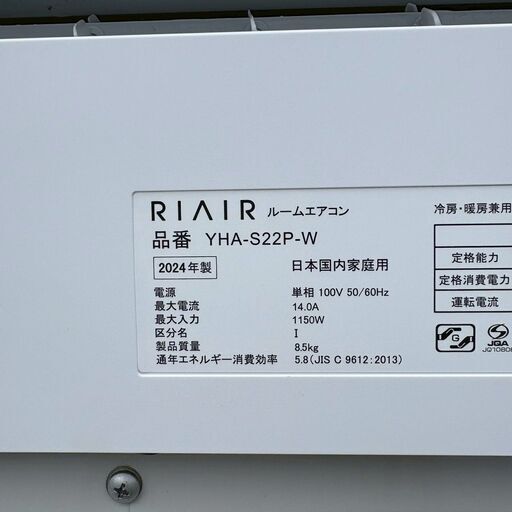 RIAIR ルームエアコン
品番 YHA-S22P-W
2024年製 日本国内家庭用
電源 単相 100V 50/60Hz
最大電流 14.0A
最大入力 1150W
区分名 I
製品質量 8.5kg
通年エネルギー消費効率 5.8(JIS C 9612:2013)
冷房・暖房兼用
定格能力
定格消費電力
運転電流
G
JQA